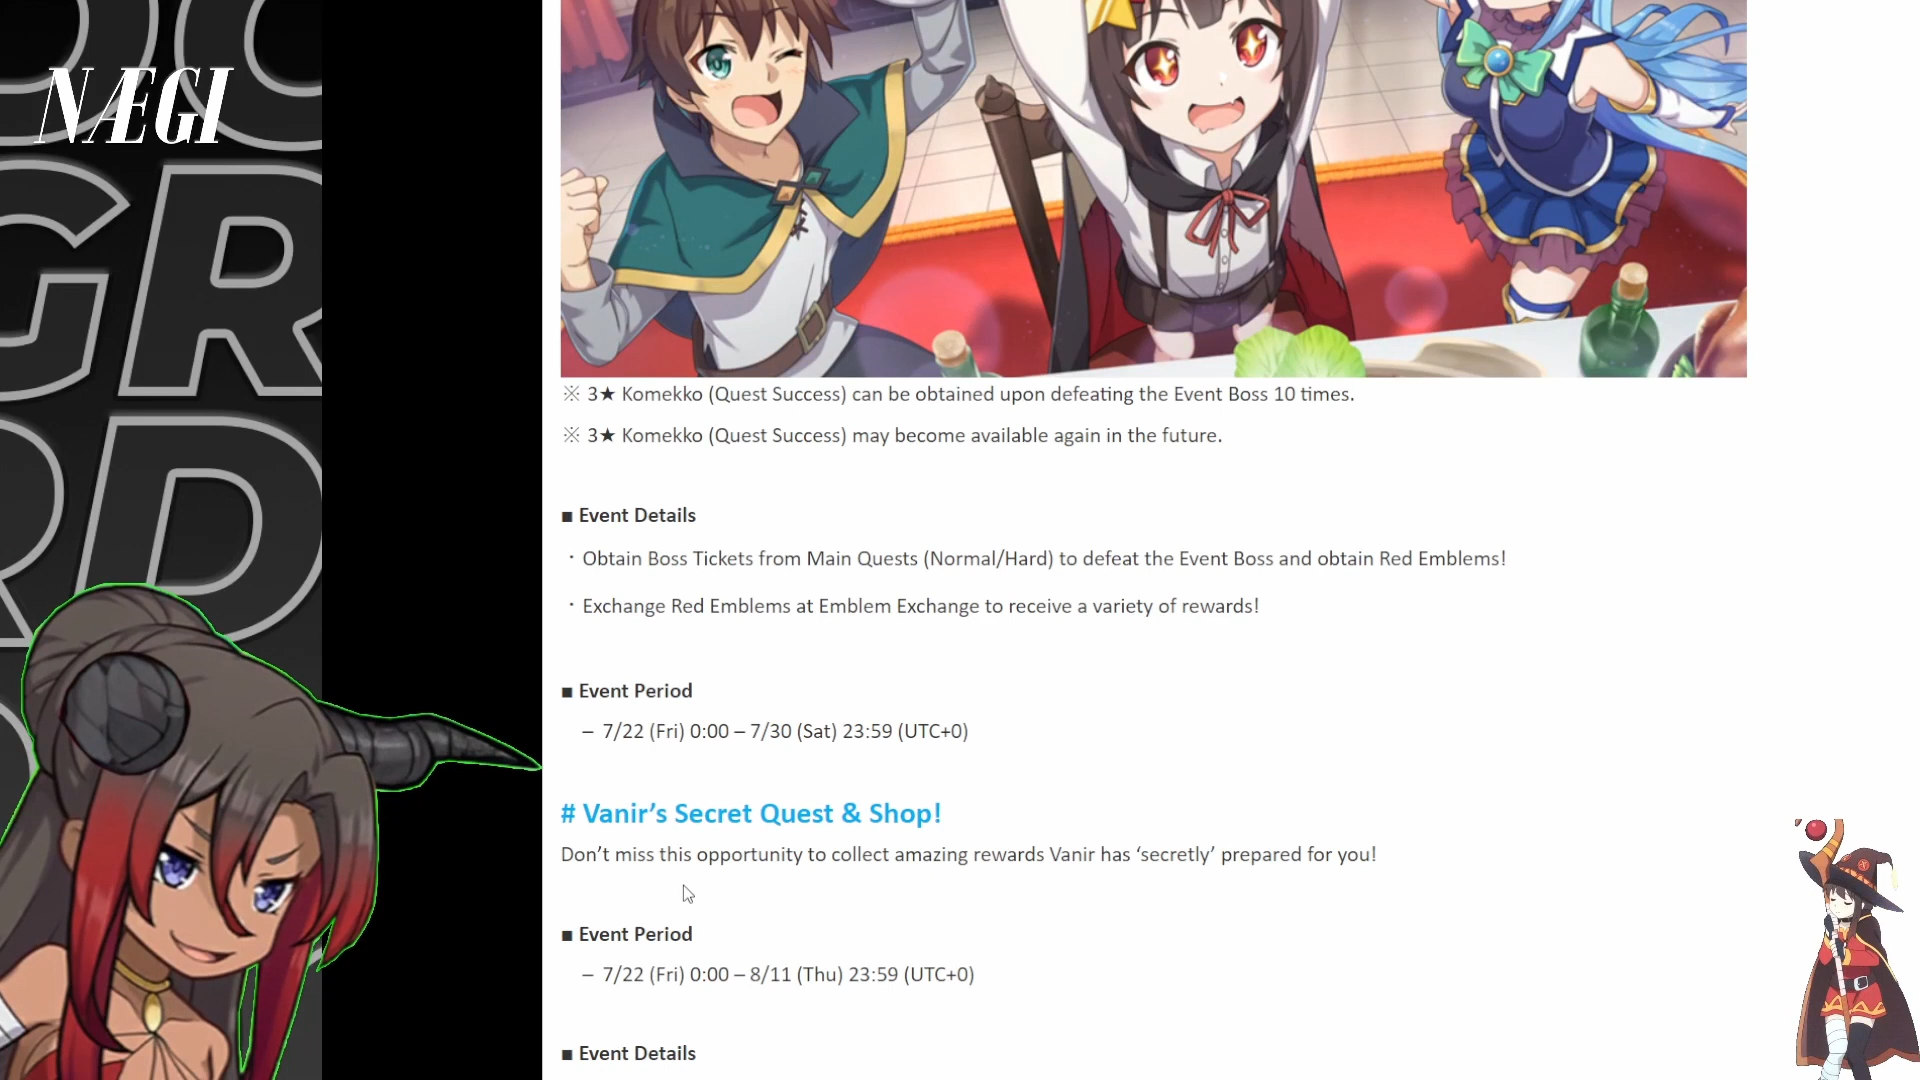 NÆGI
GR
RD
※ 3★ Komekko (Quest Success) can be obtained upon defeating the Event Boss 10 times.
※ 3★ Komekko (Quest Success) may become available again in the future.
■ Event Details
・Obtain Boss Tickets from Main Quests (Normal/Hard) to defeat the Event Boss and obtain Red Emblems!
・Exchange Red Emblems at Emblem Exchange to receive a variety of rewards!
■ Event Period
– 7/22 (Fri) 0:00 – 7/30 (Sat) 23:59 (UTC+0)
# Vanir’s Secret Quest & Shop!
Don’t miss this opportunity to collect amazing rewards Vanir has ‘secretly’ prepared for you!
■ Event Period
– 7/22 (Fri) 0:00 – 8/11 (Thu) 23:59 (UTC+0)
■ Event Details